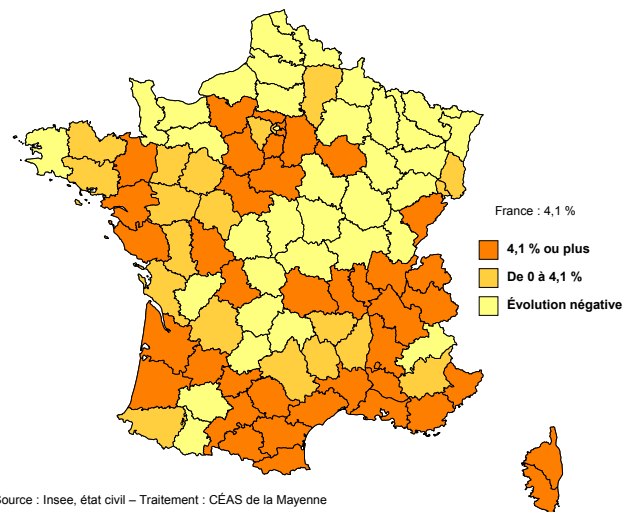 France : 4,1 %
4,1 % ou plus
De 0 à 4,1 %
Évolution négative
ource : Insee, état civil – Traitement : CÉAS de la Mayenne